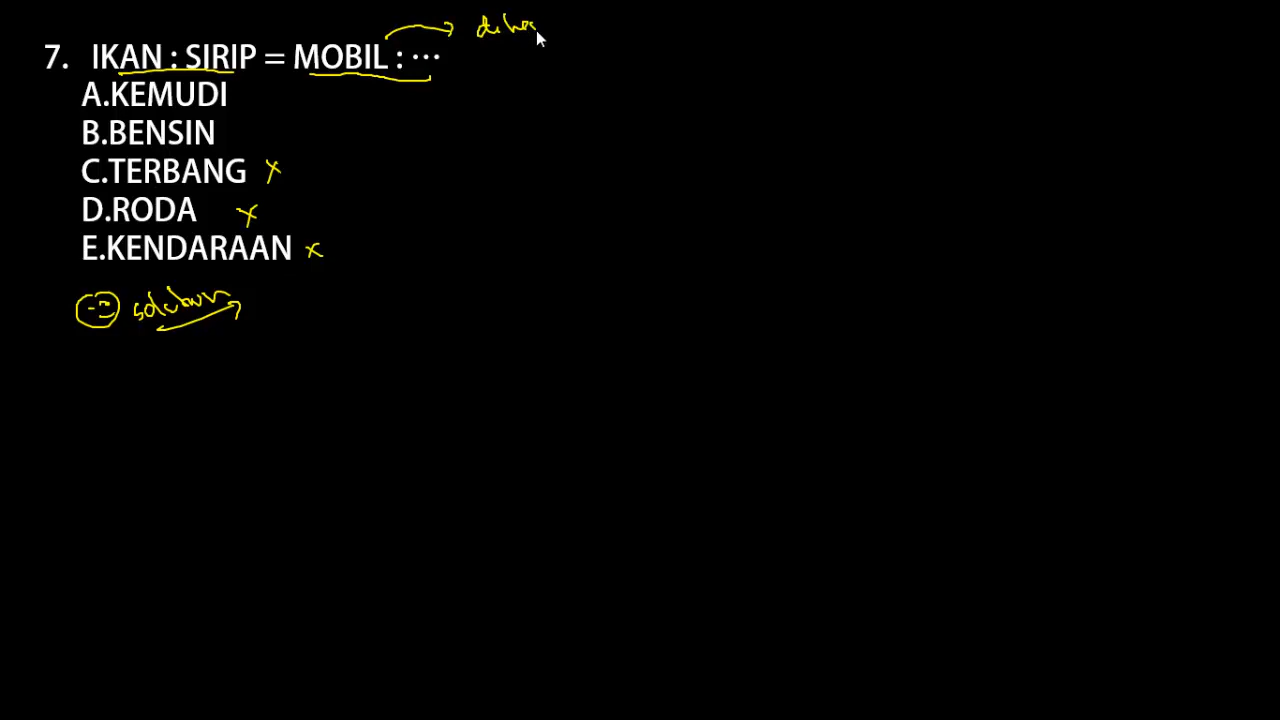 7. IKAN : SIRIP = MOBIL : ···
A.KEMUDI
B.BENSIN
C.TERBANG x
D.RODA x
E.KENDARAAN x